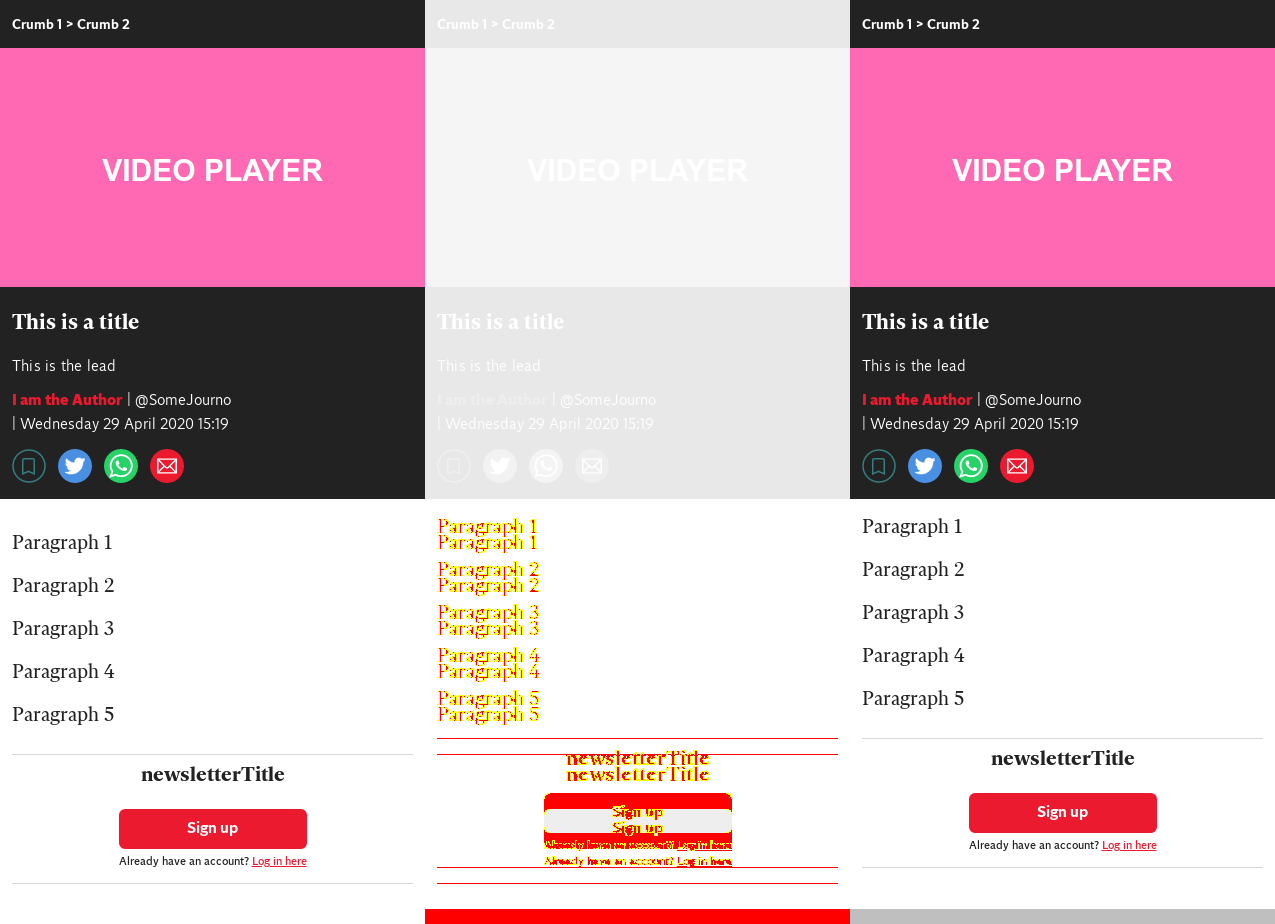 Crumb 1 > Crumb 2
VIDEO PLAYER
This is a title
This is the lead
I am the Author | @SomeJourno
| Wednesday 29 April 2020 15:19
Paragraph 1
Paragraph 2
Paragraph 3
Paragraph 4
Paragraph 5
newsletterTitle
Sign up
Already have an account? Log in here
Crumb 1 > Crumb 2
VIDEO PLAYER
This is a title
This is the lead
I am the Author | @SomeJourno
| Wednesday 29 April 2020 15:19
Paragraph 1
Paragraph 1
Paragraph 2
Paragraph 2
Paragraph 3
Paragraph 3
Paragraph 4
Paragraph 4
Paragraph 5
Paragraph 5
newsletterTitle
newsletterTitle
Sign up
Sign up
Already have an account? Log in here
Already have an account? Log in here
Crumb 1 > Crumb 2
VIDEO PLAYER
This is a title
This is the lead
I am the Author | @SomeJourno
| Wednesday 29 April 2020 15:19
Paragraph 1
Paragraph 2
Paragraph 3
Paragraph 4
Paragraph 5
newsletterTitle
Sign up
Already have an account? Log in here